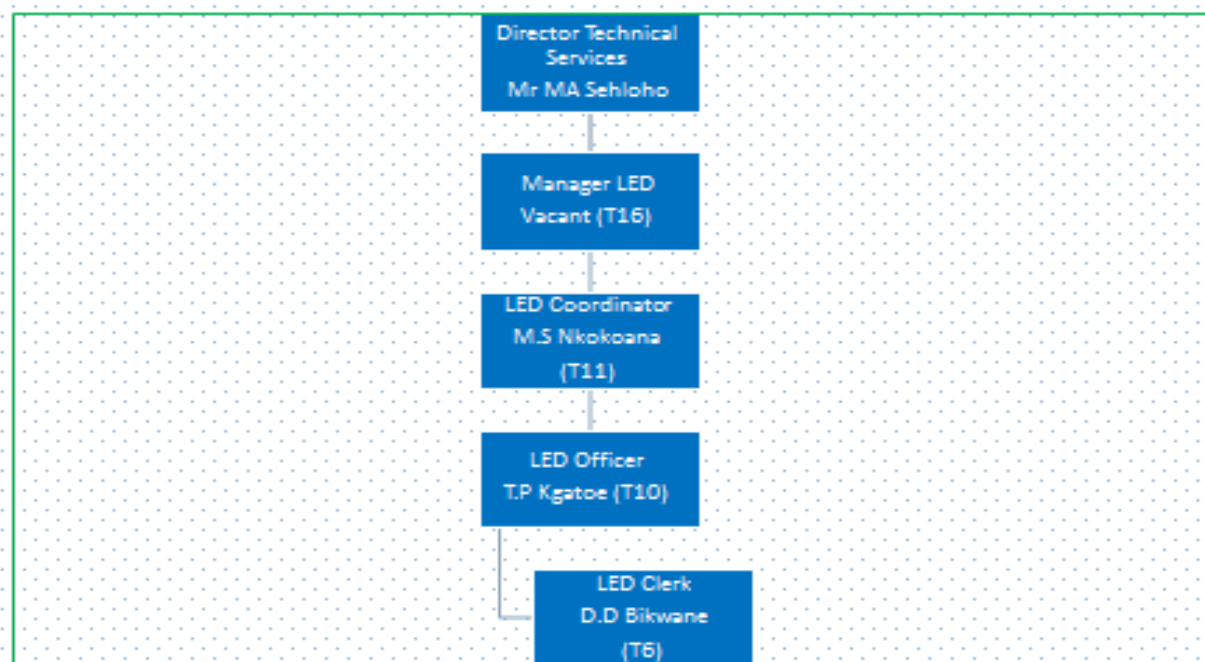 Director Technical
Services
Mr MA Sehloho
Manager LED
Vacant (T16)
LED Coordinator
M.S Nkokoana
(T11)
LED Officer
T.P Kgatoe (T10)
LED Clerk
D.D Bikwane
(T6)